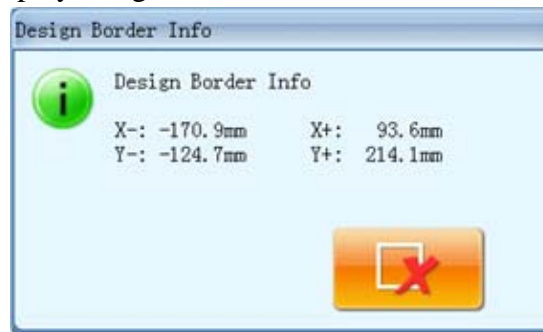 Design Border Info
Design Border Info
X-: -170.9mm X+: 93.6mm
Y-: -124.7mm Y+: 214.1mm